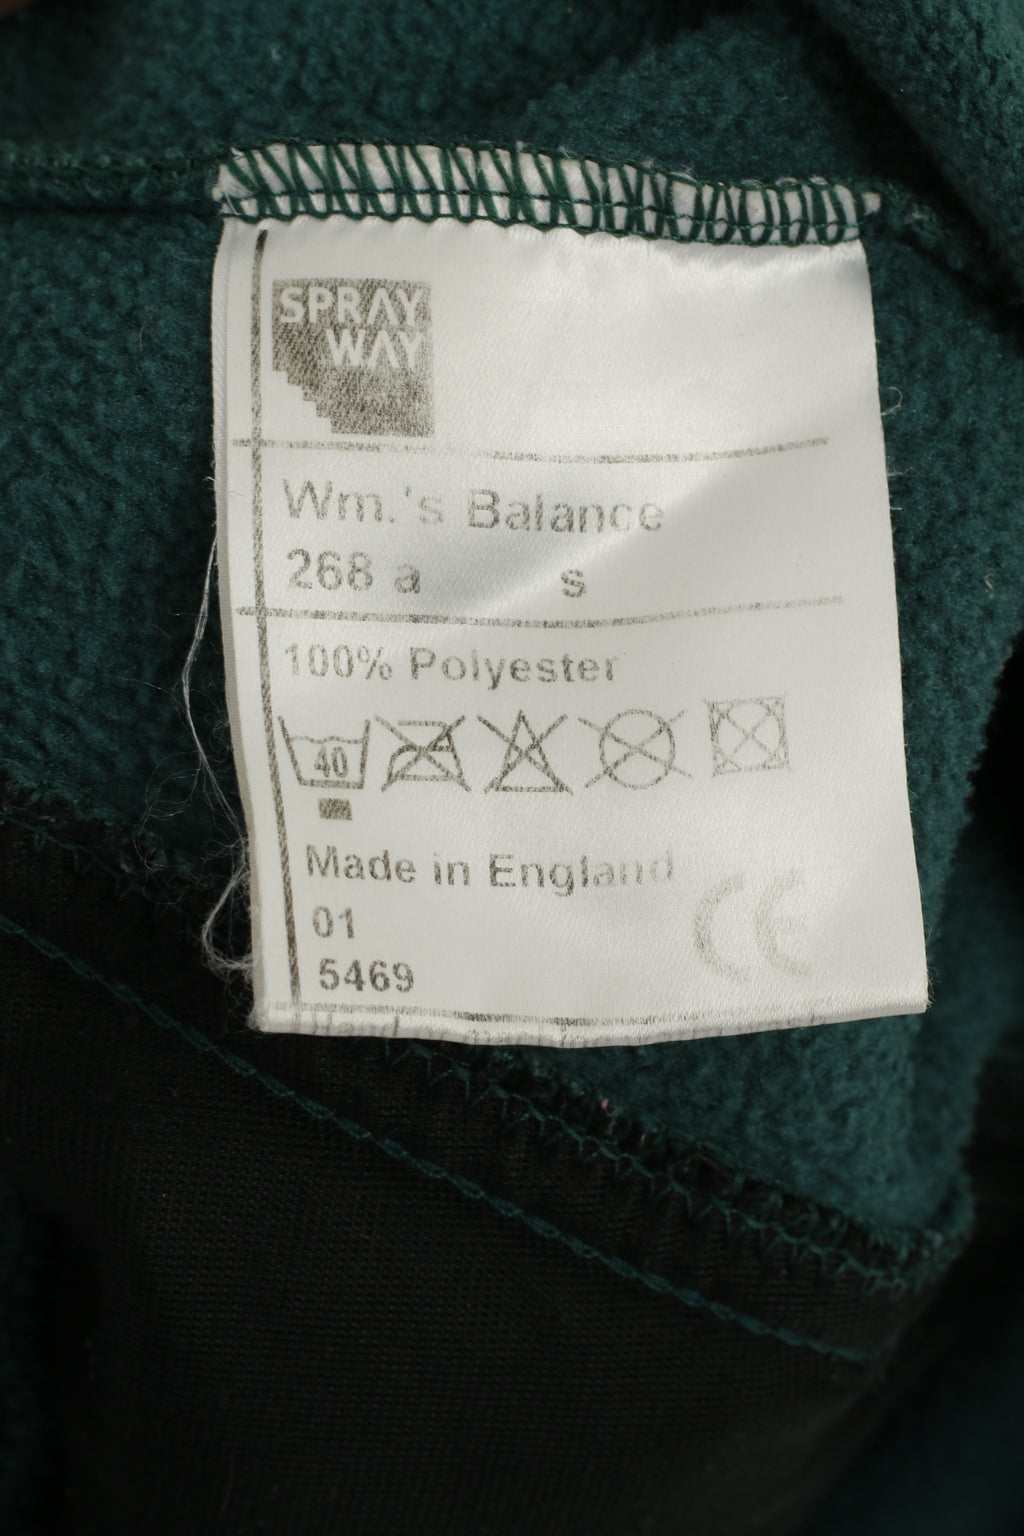 SPRAY
WAY
Wm.'s Balance
268 a s
100% Polyester
40
Made in England
01
5469
CE